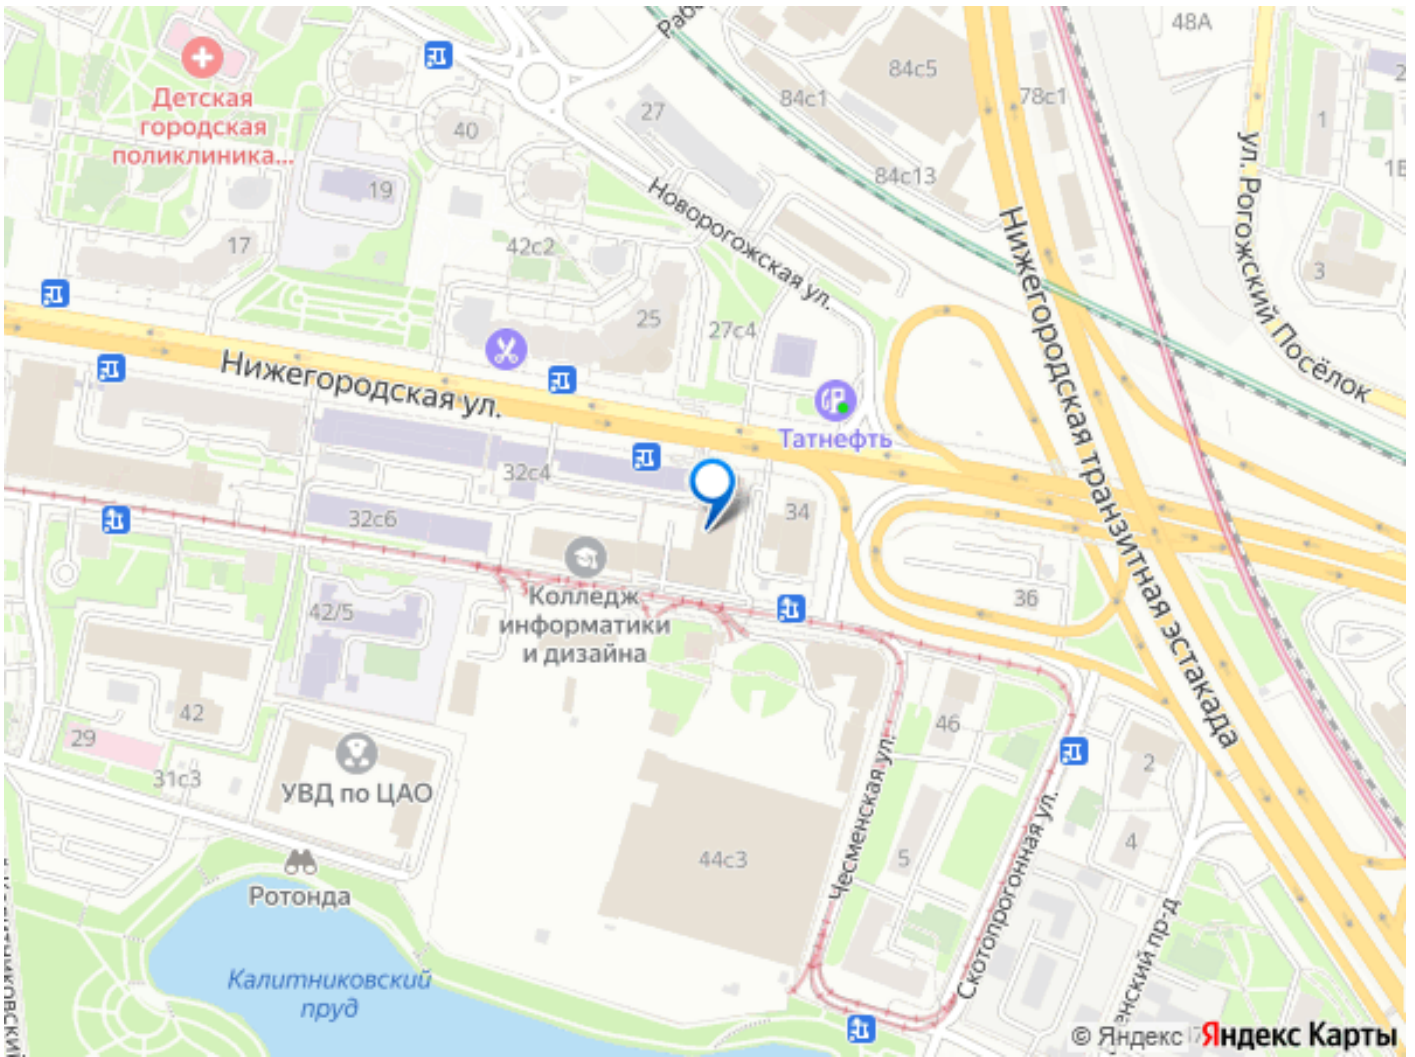 48А
84с5
84с1
78с1
27
40
1
Детская
городская
поликлиника...
ул. Рогожский Посёлок
19
84с13
Новорогожская ул.
17
42с2
3
25
27с4
Нижегородская транзитная эстакада
Нижегородская ул.
Татнефть
32с4
32с6
34
36
Колледж
информатики
и дизайна
42/5
42
46
29
31с3
2
УВД по ЦАО
4
44с3
5
Чесменская ул.
Скотопрогонная ул.
Ротонда
Калитниковский
пруд
пр-д
© Яндекс
Яндекс Карты